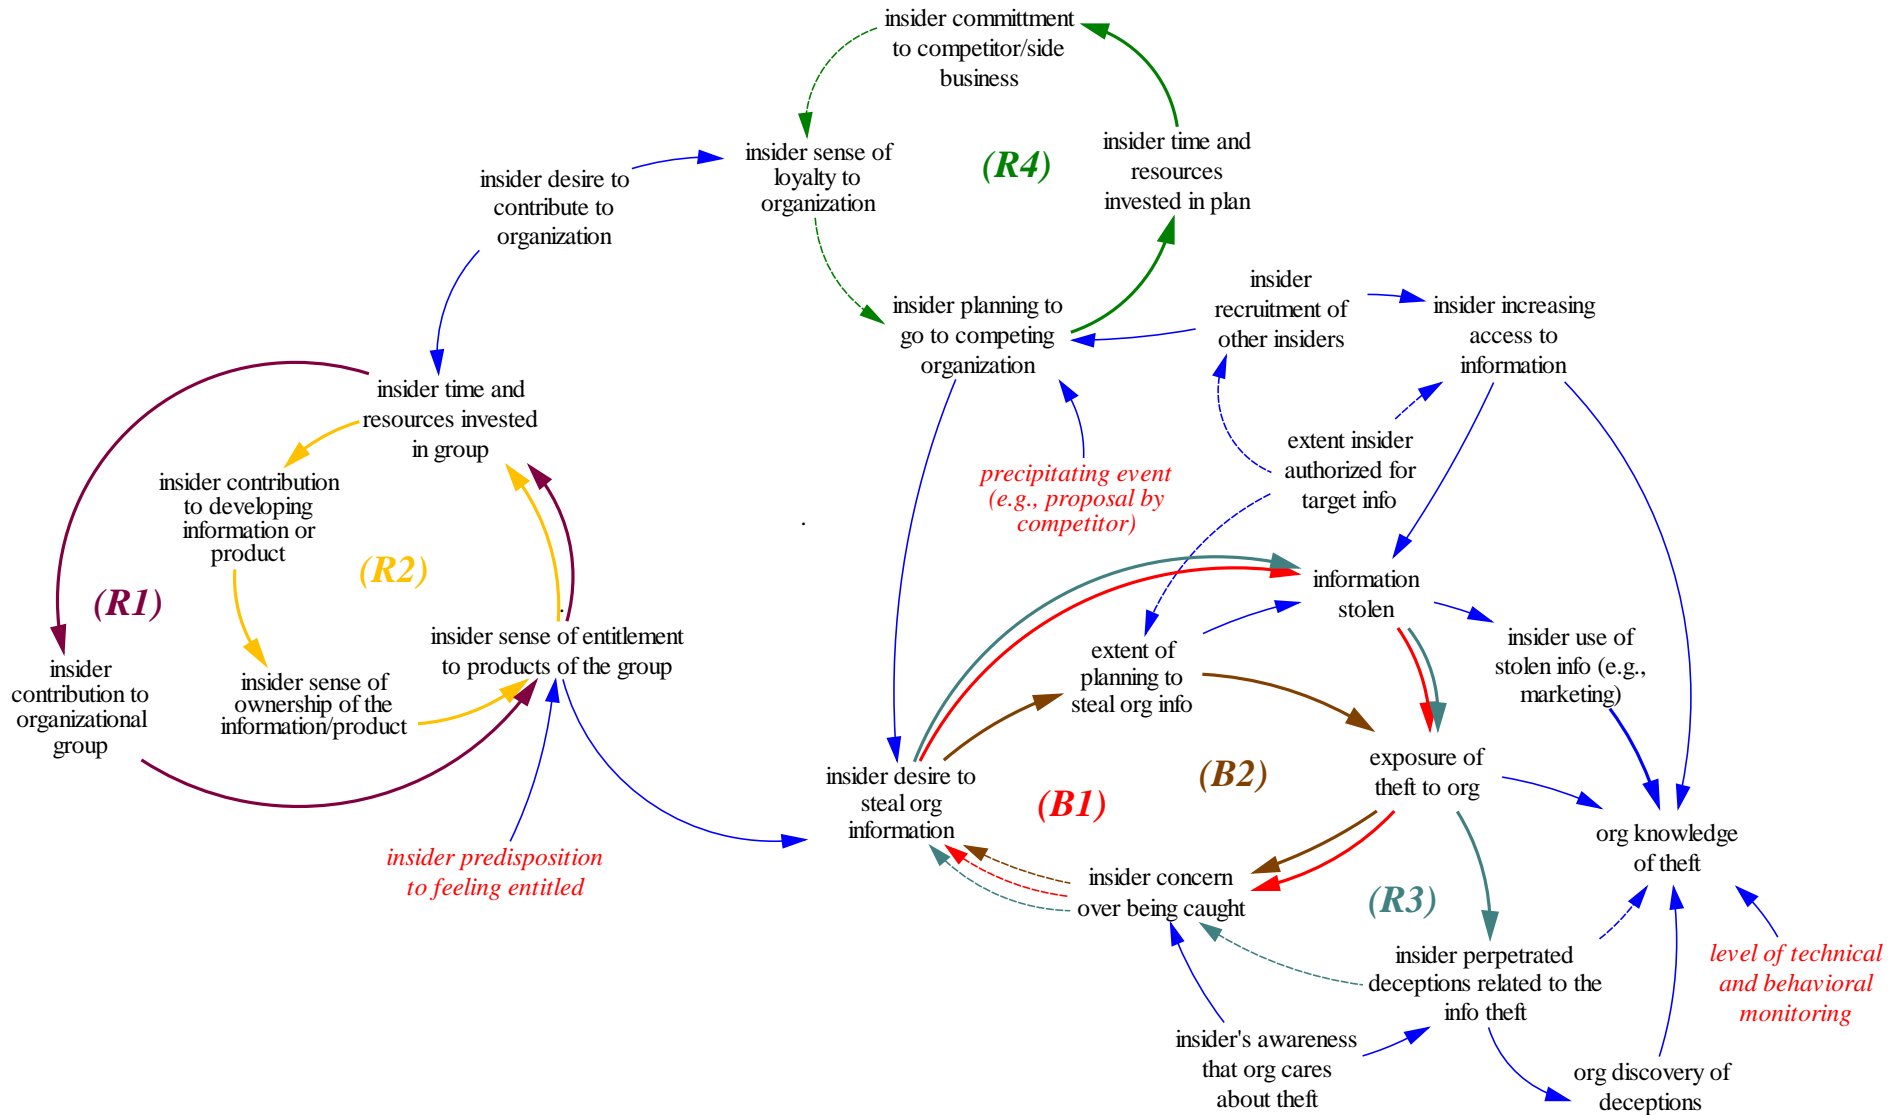 insider committment
to competitor/side
business
insider sense of
loyalty to
organization
(R4)
insider time and
resources
invested in plan
insider desire to
contribute to
organization
insider planning to
go to competing
organization
insider
recruitment of
other insiders
insider increasing
access to
information
insider time and
resources invested
in group
extent insider
authorized for
target info
precipitating event
(e.g., proposal by
competitor)
insider contribution
to developing
information or
product
(R2)
(R1)
information
stolen
insider sense of entitlement
to products of the group
extent of
planning to
steal org info
insider use of
stolen info (e.g.,
marketing)
insider
contribution to
organizational
group
insider sense of
ownership of the
information/product
insider desire to
steal org
information
(B1)
(B2)
exposure of
theft to org
org knowledge
of theft
insider predisposition
to feeling entitled
insider concern
over being caught
(R3)
insider perpetrated
deceptions related to the
info theft
level of technical
and behavioral
monitoring
insider's awareness
that org cares
about theft
org discovery of
deceptions